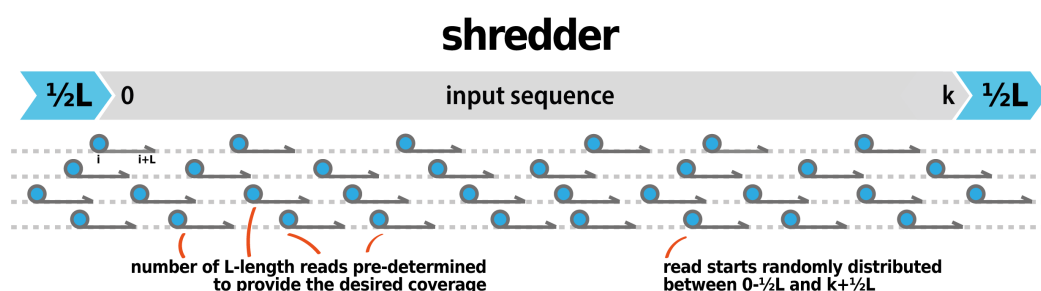 shredder
½L 0 input sequence k ½L
i i+L
number of L-length reads pre-determined
to provide the desired coverage
read starts randomly distributed
between 0-½L and k+½L